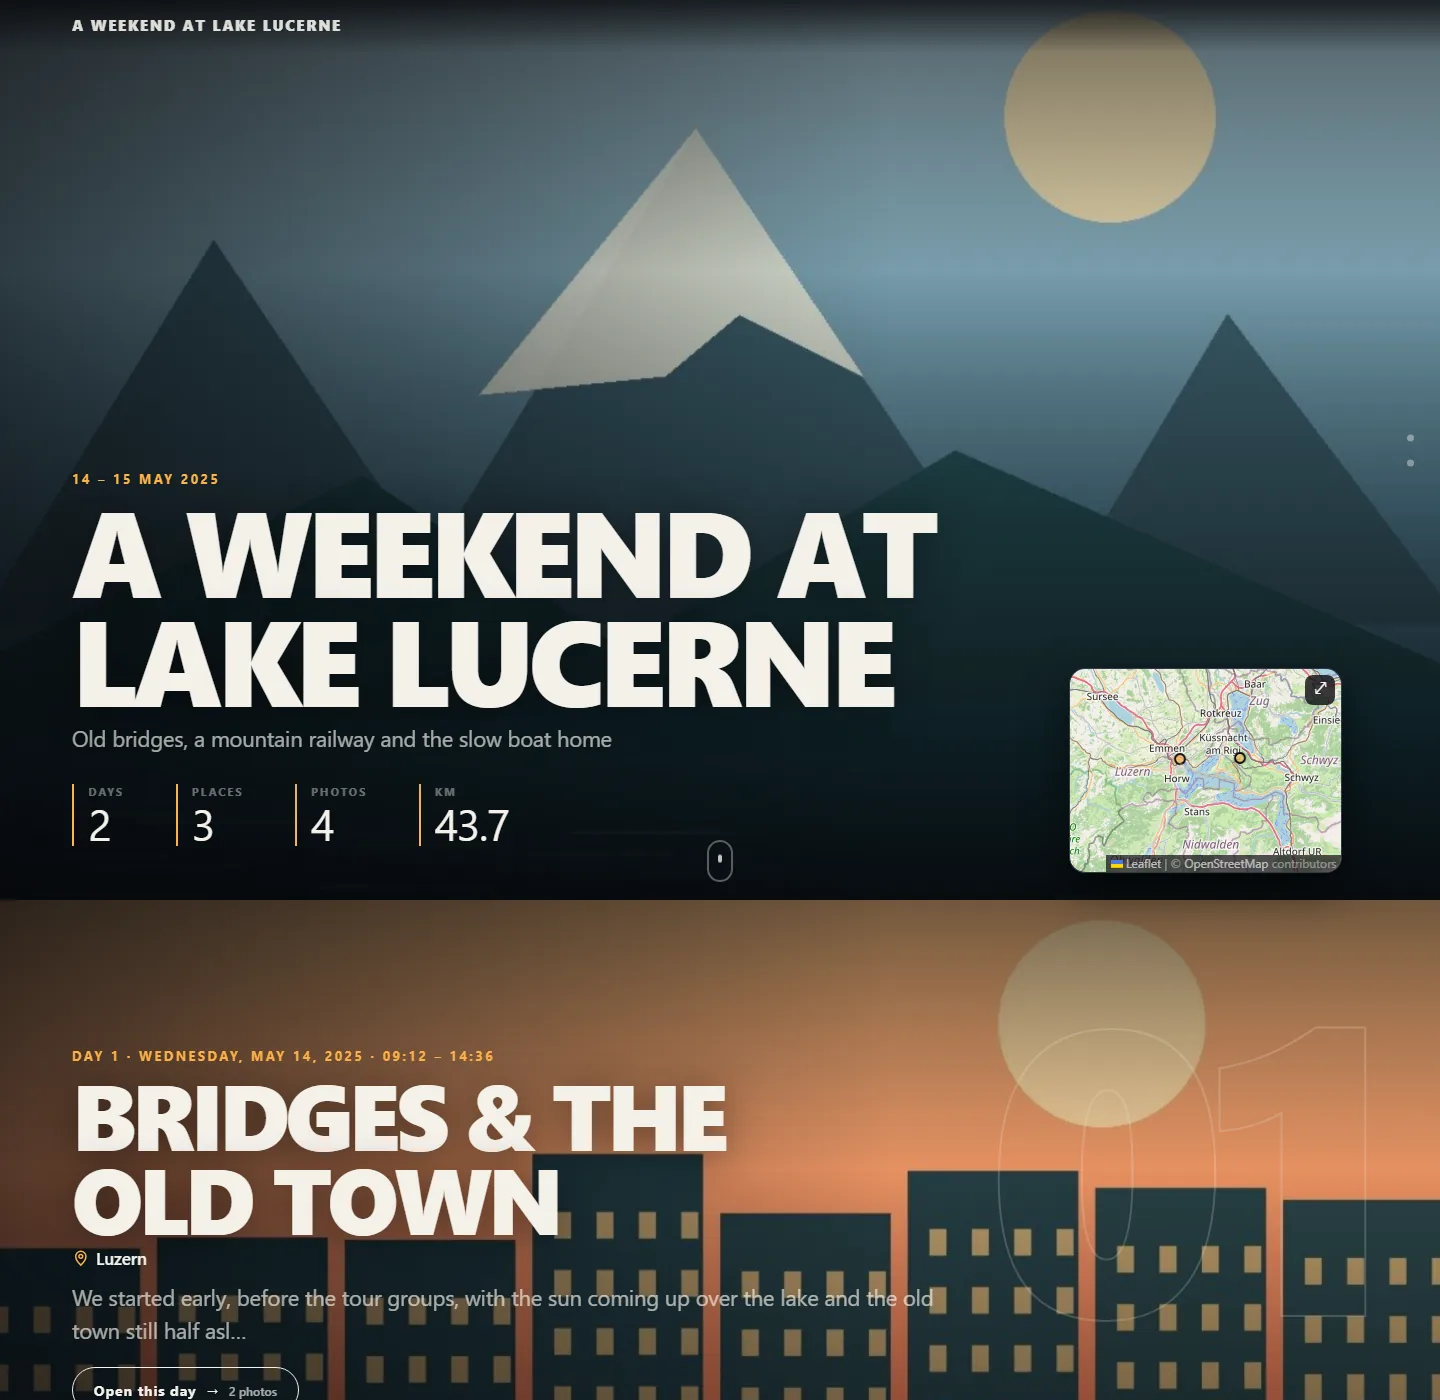 A WEEKEND AT LAKE LUCERNE
14 – 15 MAY 2025
A WEEKEND AT
LAKE LUCERNE
Old bridges, a mountain railway and the slow boat home
DAYS
2
PLACES
3
PHOTOS
4
KM
43.7
Sursee
Baar
Zug
Rotkreuz
Einsie
Küssnacht
am Rigi
Emmen
Luzern
Schwyz
Horw
Schwyz
Stans
Nidwalden
Altdorf UR
Leaflet | © OpenStreetMap contributors
DAY 1 · WEDNESDAY, MAY 14, 2025 · 09:12 – 14:36
01
BRIDGES & THE
OLD TOWN
Luzern
We started early, before the tour groups, with the sun coming up over the lake and the old
town still half asl...
Open this day → 2 photos